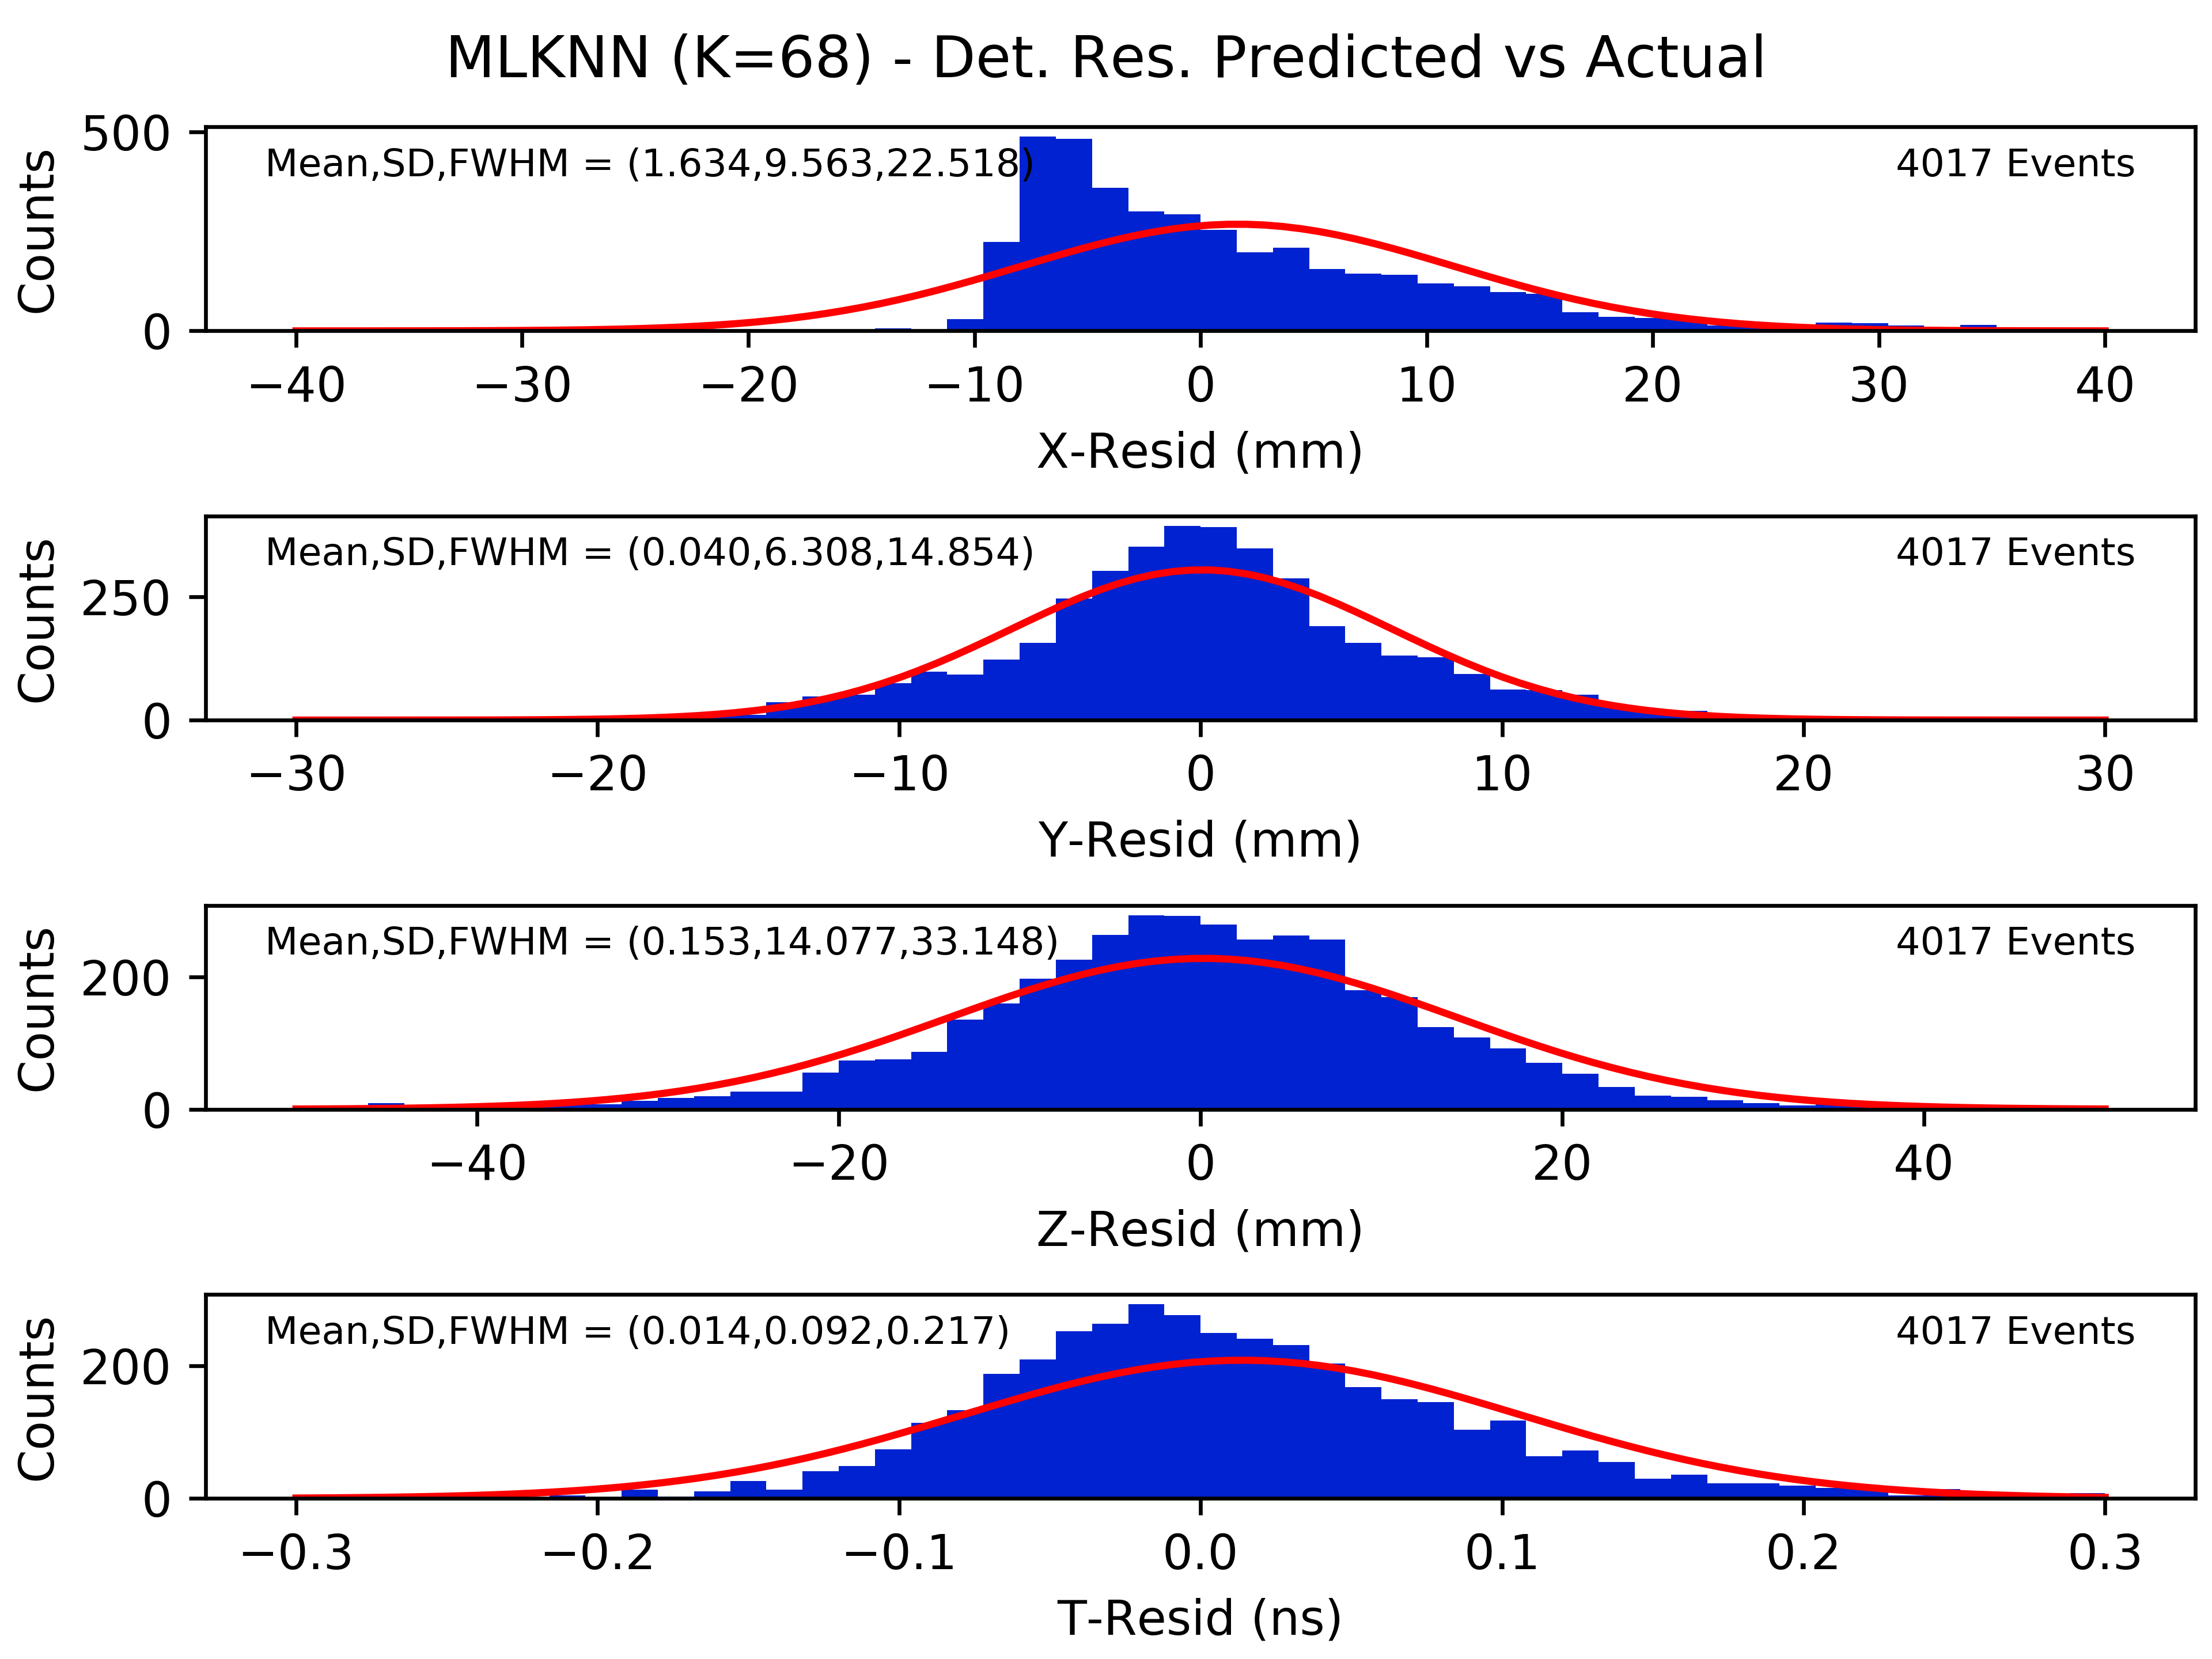 MLKNN (K=68) - Det. Res. Predicted vs Actual
500
0
Counts
Mean,SD,FWHM = (1.634,9.563,22.518)
4017 Events
−40 −30 −20 −10 0 10 20 30 40
X-Resid (mm)
250
0
Counts
Mean,SD,FWHM = (0.040,6.308,14.854)
4017 Events
−30 −20 −10 0 10 20 30
Y-Resid (mm)
200
0
Counts
Mean,SD,FWHM = (0.153,14.077,33.148)
4017 Events
−40 −20 0 20 40
Z-Resid (mm)
200
0
Counts
Mean,SD,FWHM = (0.014,0.092,0.217)
4017 Events
−0.3 −0.2 −0.1 0.0 0.1 0.2 0.3
T-Resid (ns)